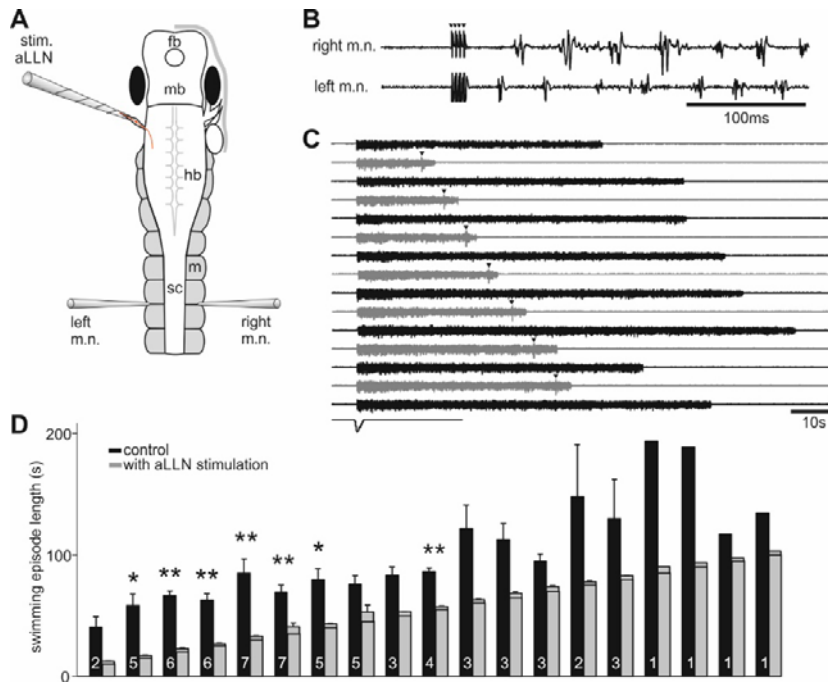 A
stim.
aLLN
fb
mb
hb
m
sc
left
m.n.
right
m.n.
B
right m.n.
left m.n.
100ms
C
10s
D
swimming episode length (s)
200
100
0
control
with aLLN stimulation
* ** ** ** ** * **
2 5 6 6 7 7 5 5 3 4 3 3 3 2 3 1 1 1 1